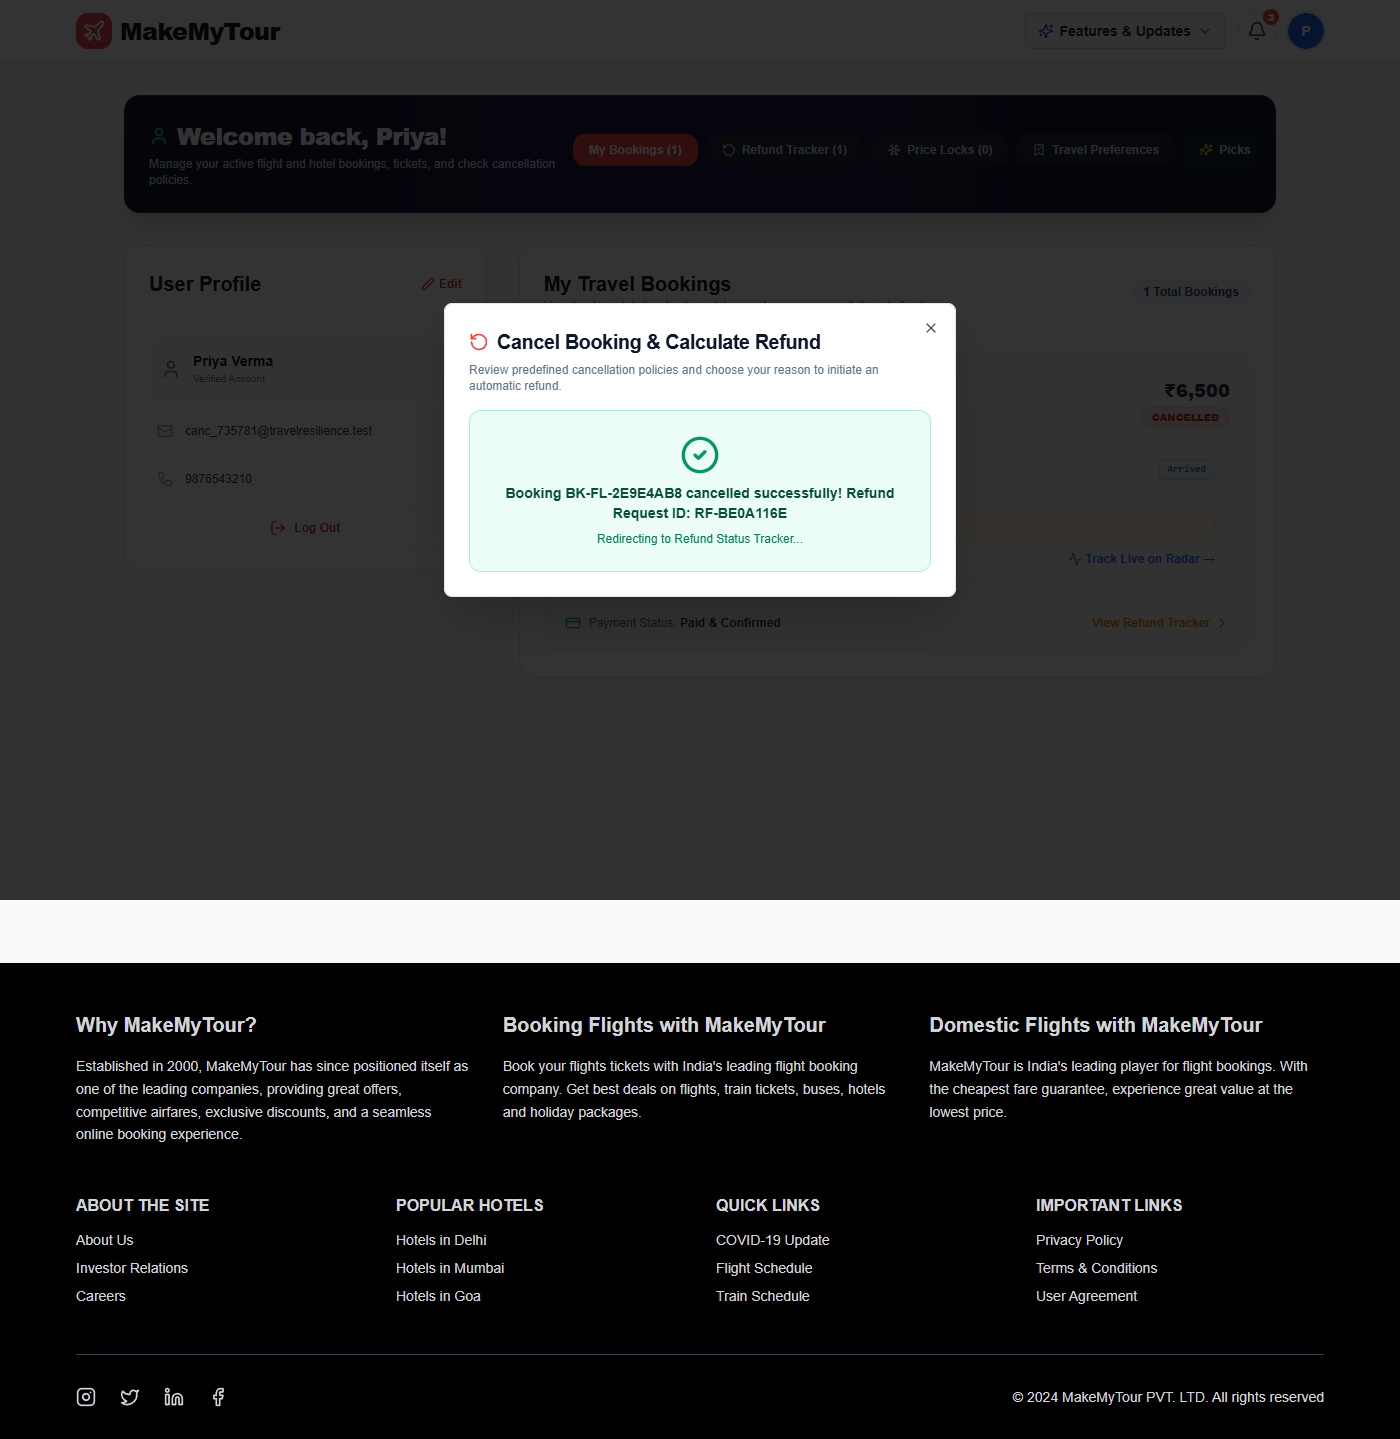 MakeMyTour
Features & Updates
3
P
Welcome back, Priya!
Manage your active flight and hotel bookings, tickets, and check cancellation
policies.
My Bookings (1)
Refund Tracker (1)
Price Locks (0)
Travel Preferences
Picks
User Profile
Edit
Priya Verma
Verified Account
canc_735781@travelresilience.test
9876543210
Log Out
My Travel Bookings
1 Total Bookings
₹6,500
CANCELLED
Arrived
Track Live on Radar →
Payment Status: Paid & Confirmed
View Refund Tracker
Cancel Booking & Calculate Refund
Review predefined cancellation policies and choose your reason to initiate an
automatic refund.
Booking BK-FL-2E9E4AB8 cancelled successfully! Refund
Request ID: RF-BE0A116E
Redirecting to Refund Status Tracker...
Why MakeMyTour?
Established in 2000, MakeMyTour has since positioned itself as
one of the leading companies, providing great offers,
competitive airfares, exclusive discounts, and a seamless
online booking experience.
Booking Flights with MakeMyTour
Book your flights tickets with India's leading flight booking
company. Get best deals on flights, train tickets, buses, hotels
and holiday packages.
Domestic Flights with MakeMyTour
MakeMyTour is India's leading player for flight bookings. With
the cheapest fare guarantee, experience great value at the
lowest price.
ABOUT THE SITE
About Us
Investor Relations
Careers
POPULAR HOTELS
Hotels in Delhi
Hotels in Mumbai
Hotels in Goa
QUICK LINKS
COVID-19 Update
Flight Schedule
Train Schedule
IMPORTANT LINKS
Privacy Policy
Terms & Conditions
User Agreement
© 2024 MakeMyTour PVT. LTD. All rights reserved